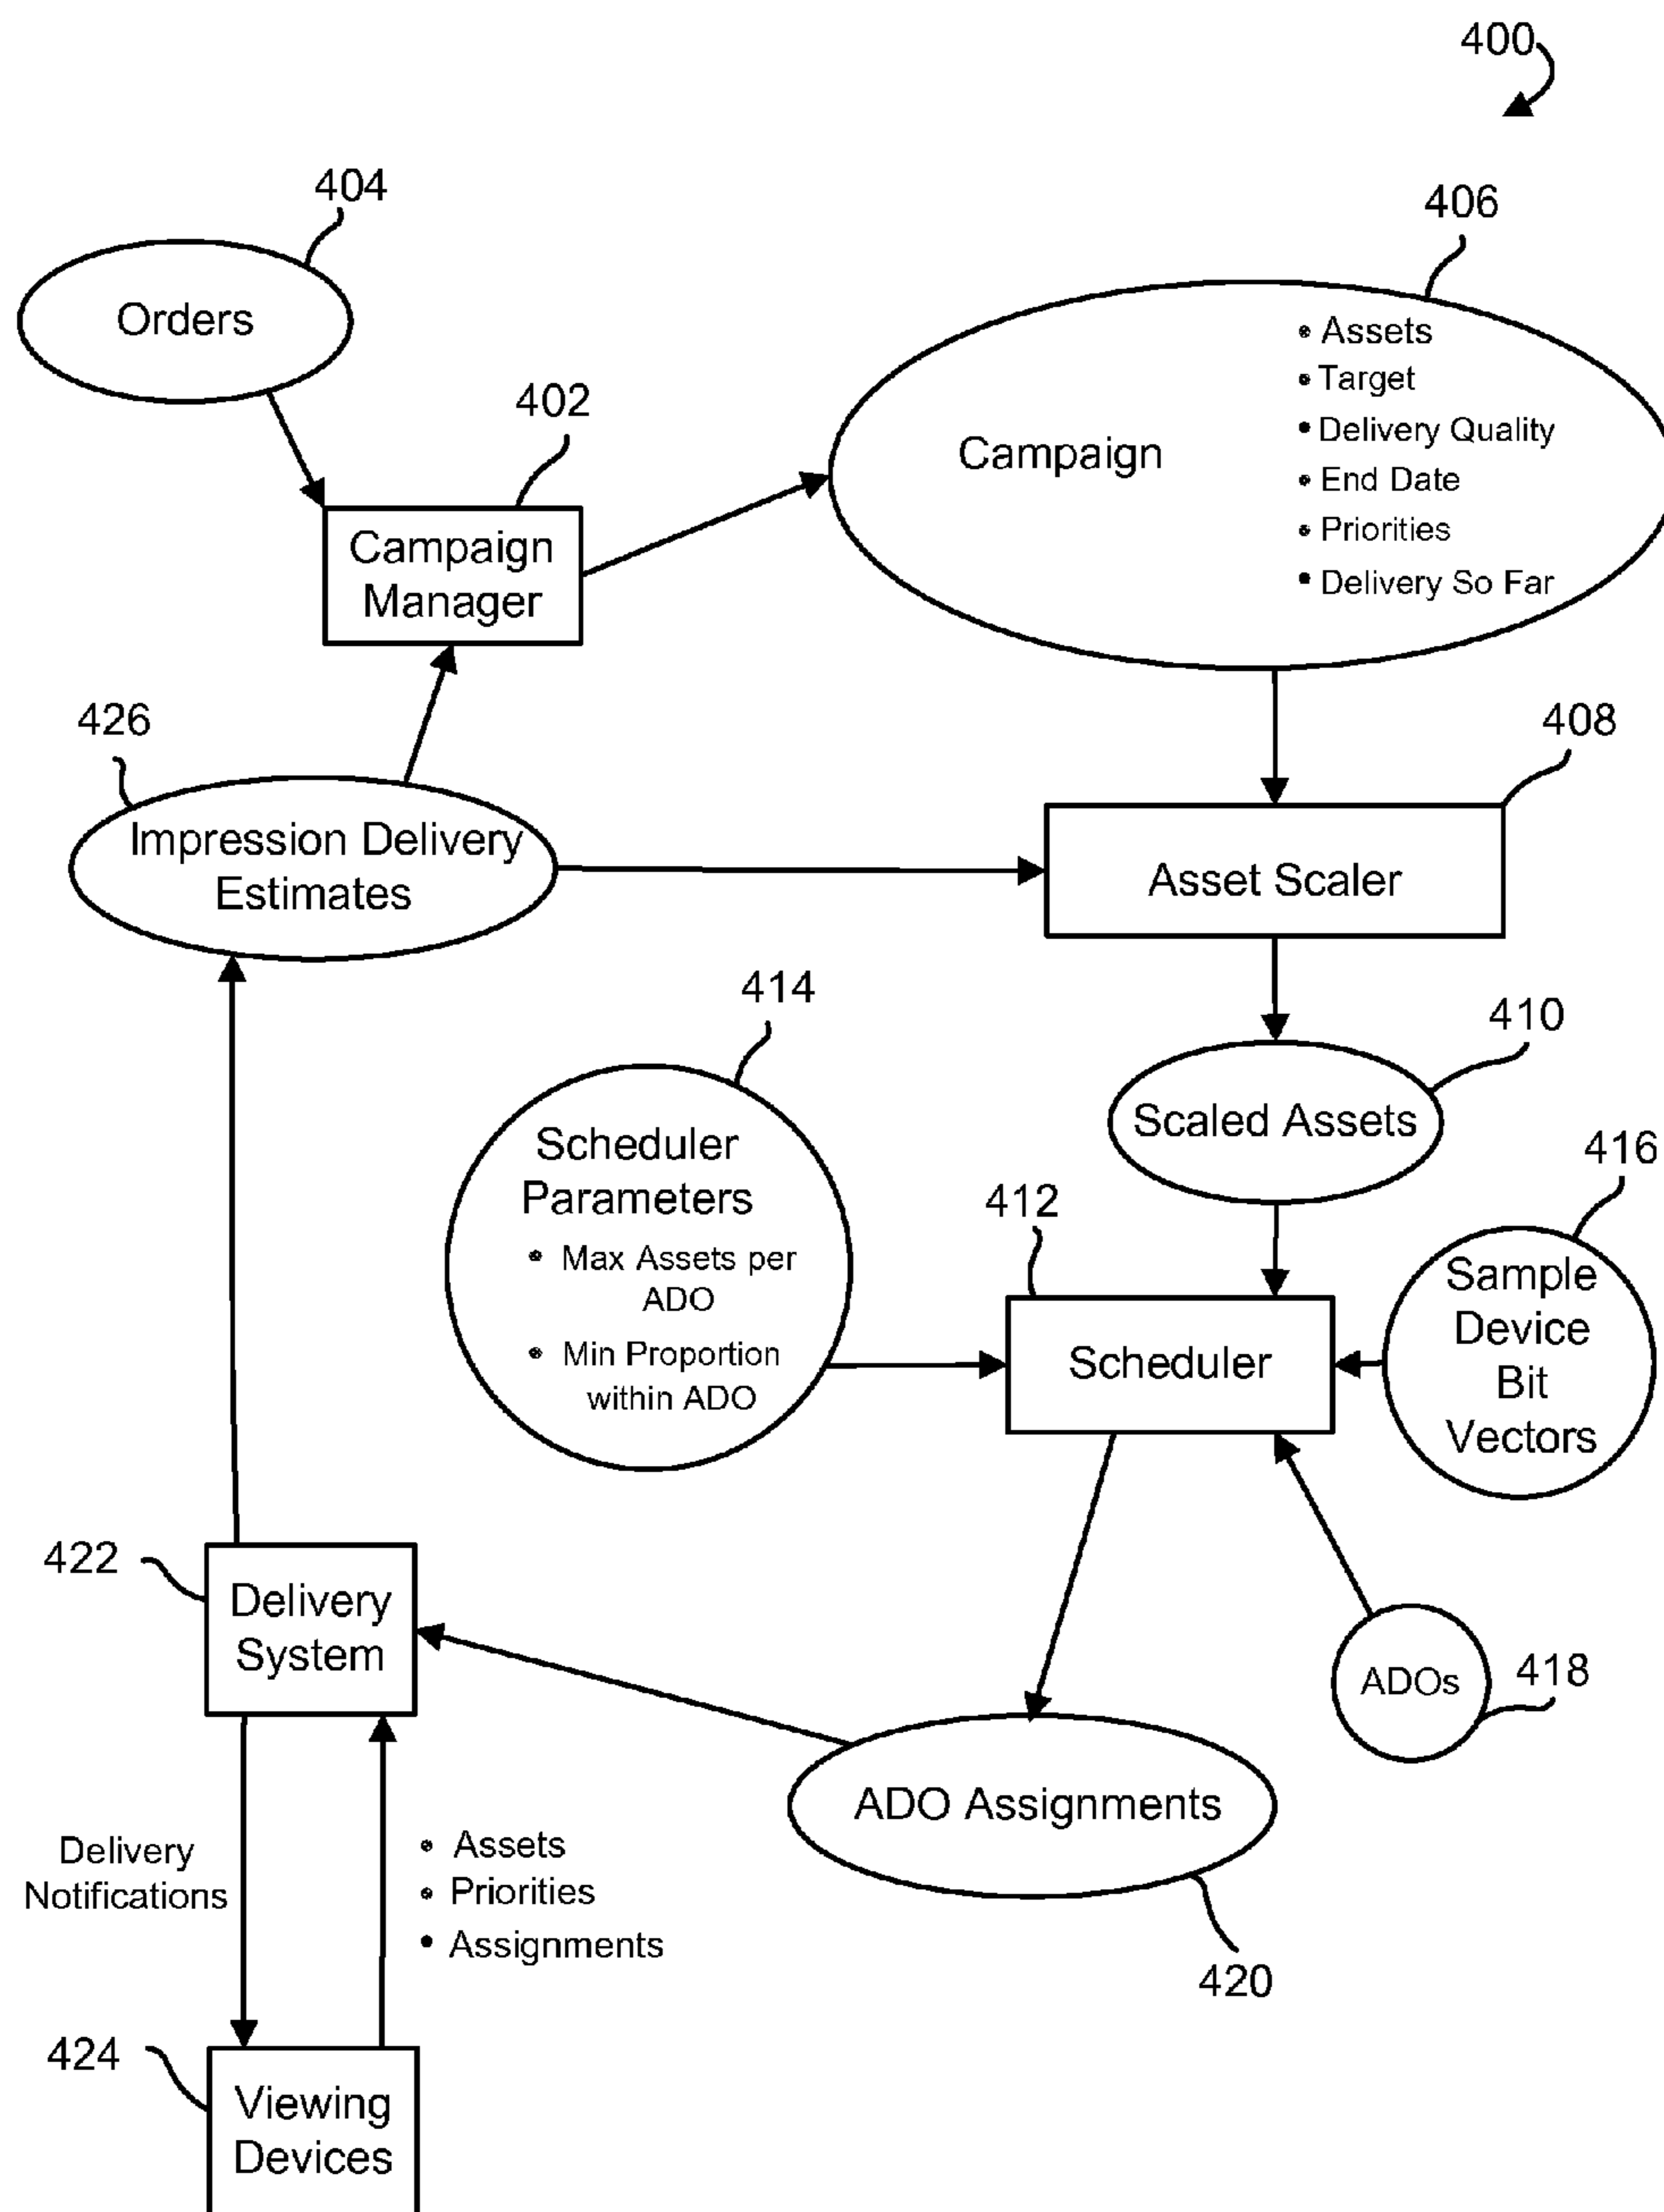 400
404
Orders
406
402
Campaign
Manager
Campaign
• Assets
• Target
• Delivery Quality
• End Date
• Priorities
• Delivery So Far
426
Impression Delivery
Estimates
408
Asset Scaler
414
Scheduler
Parameters
• Max Assets per
ADO
• Min Proportion
within ADO
410
Scaled Assets
412
Scheduler
416
Sample
Device
Bit
Vectors
422
Delivery
System
ADOs
418
ADO Assignments
420
Delivery
Notifications
• Assets
• Priorities
• Assignments
424
Viewing
Devices